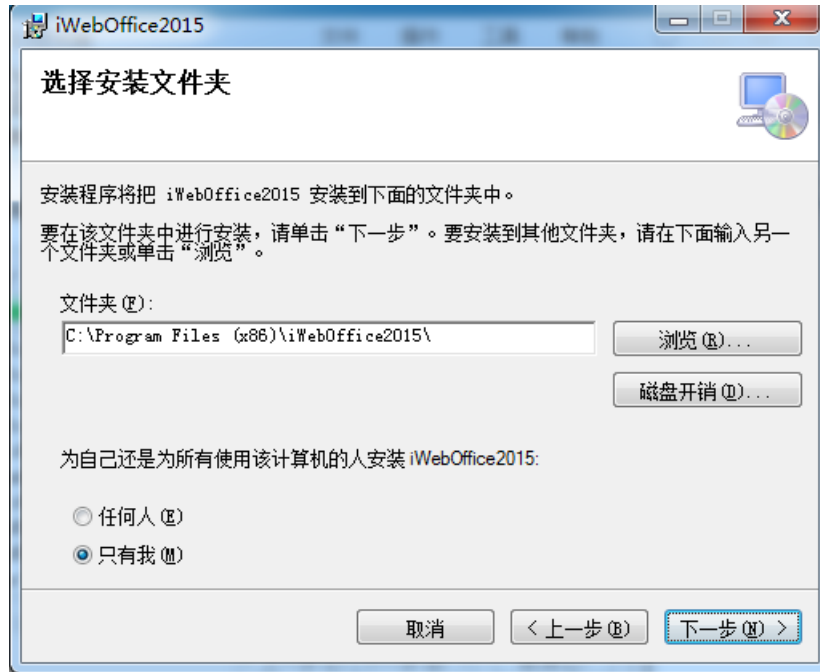 iWebOffice2015
选择安装文件夹
安装程序将把 iWebOffice2015 安装到下面的文件夹中。
要在该文件夹中进行安装，请单击“下一步”。要安装到其他文件夹，请在下面输入另一
个文件夹或单击“浏览”。
文件夹(F):
C:\Program Files (x86)\iWebOffice2015\
浏览(R)...
磁盘开销(D)...
为自己还是为所有使用该计算机的人安装 iWebOffice2015:
任何人(E)
只有我(M)
取消
< 上一步(B)
下一步(N) >